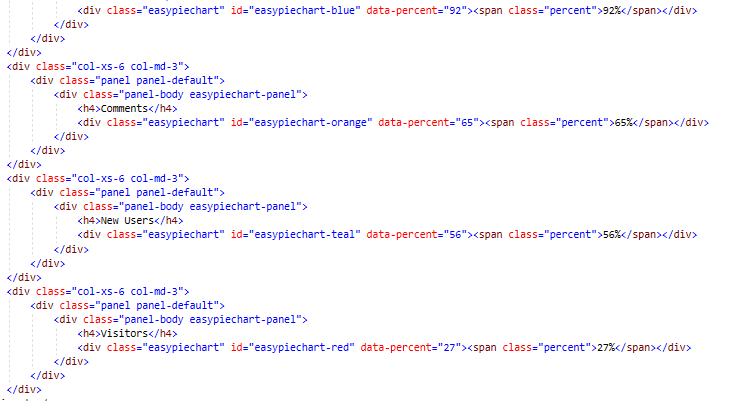 <div class="easypiechart" id="easypiechart-blue" data-percent="92"><span class="percent">92%</span></div>
</div>
</div>
</div>
<div class="col-xs-6 col-md-3">
<div class="panel panel-default">
<div class="panel-body easypiechart-panel">
<h4>Comments</h4>
<div class="easypiechart" id="easypiechart-orange" data-percent="65"><span class="percent">65%</span></div>
</div>
</div>
</div>
<div class="col-xs-6 col-md-3">
<div class="panel panel-default">
<div class="panel-body easypiechart-panel">
<h4>New Users</h4>
<div class="easypiechart" id="easypiechart-teal" data-percent="56"><span class="percent">56%</span></div>
</div>
</div>
</div>
<div class="col-xs-6 col-md-3">
<div class="panel panel-default">
<div class="panel-body easypiechart-panel">
<h4>Visitors</h4>
<div class="easypiechart" id="easypiechart-red" data-percent="27"><span class="percent">27%</span></div>
</div>
</div>
</div>